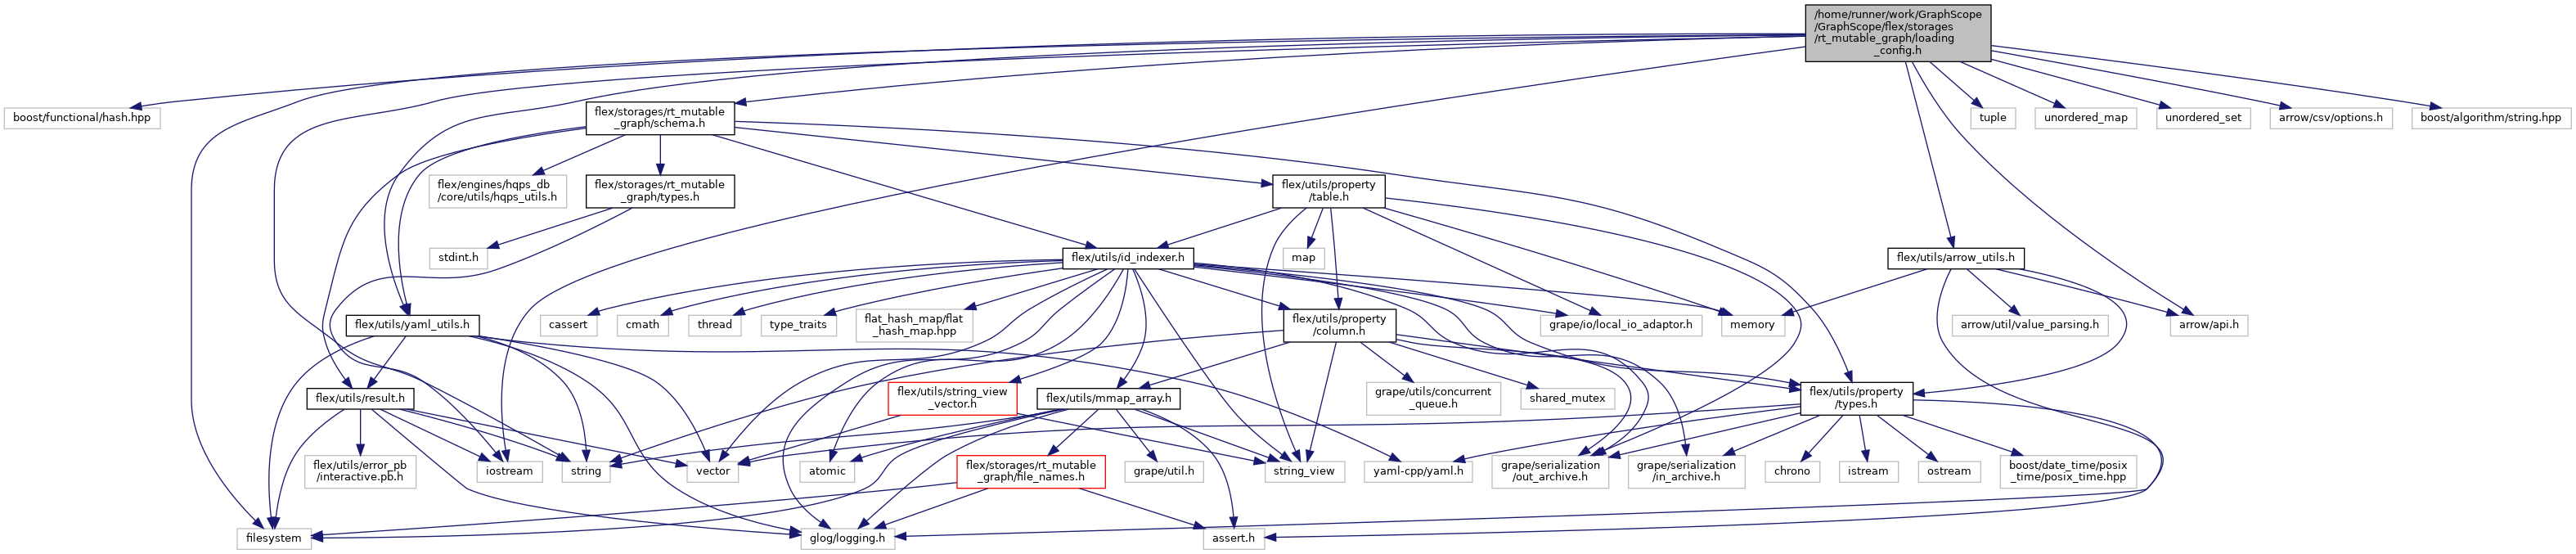 /home/runner/work/GraphScope
/GraphScope/flex/storages
/rt_mutable_graph/loading
_config.h
boost/functional/hash.hpp
flex/storages/rt_mutable
_graph/schema.h
tuple
unordered_map
unordered_set
arrow/csv/options.h
boost/algorithm/string.hpp
flex/engines/hqps_db
/core/utils/hqps_utils.h
flex/storages/rt_mutable
_graph/types.h
flex/utils/property
/table.h
stdint.h
flex/utils/id_indexer.h
map
flex/utils/arrow_utils.h
flex/utils/yaml_utils.h
cassert
cmath
thread
type_traits
flat_hash_map/flat
_hash_map.hpp
flex/utils/property
/column.h
grape/io/local_io_adaptor.h
memory
arrow/util/value_parsing.h
arrow/api.h
flex/utils/result.h
flex/utils/string_view
_vector.h
flex/utils/mmap_array.h
grape/utils/concurrent
_queue.h
shared_mutex
flex/utils/property
/types.h
flex/utils/error_pb
/interactive.pb.h
iostream
string
vector
atomic
flex/storages/rt_mutable
_graph/file_names.h
grape/util.h
string_view
yaml-cpp/yaml.h
grape/serialization
/out_archive.h
grape/serialization
/in_archive.h
chrono
istream
ostream
boost/date_time/posix
_time/posix_time.hpp
filesystem
glog/logging.h
assert.h